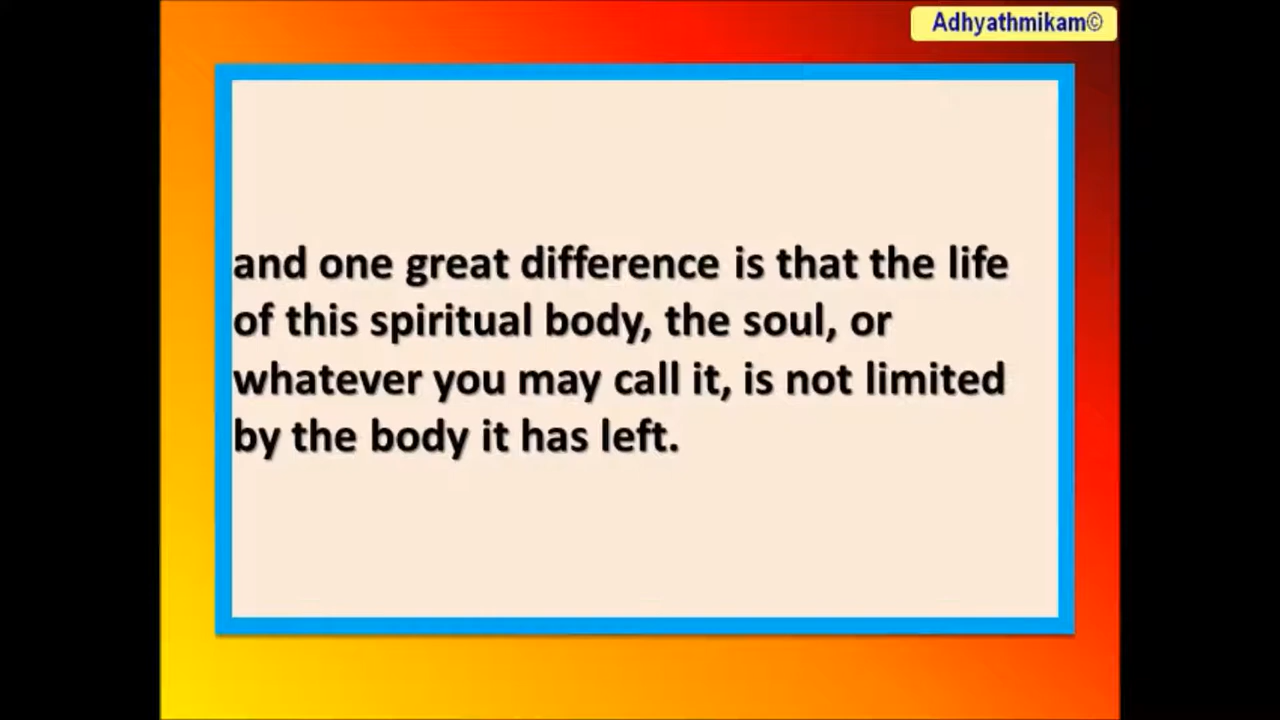 Adhyathmikam©
and one great difference is that the life
of this spiritual body, the soul, or
whatever you may call it, is not limited
by the body it has left.